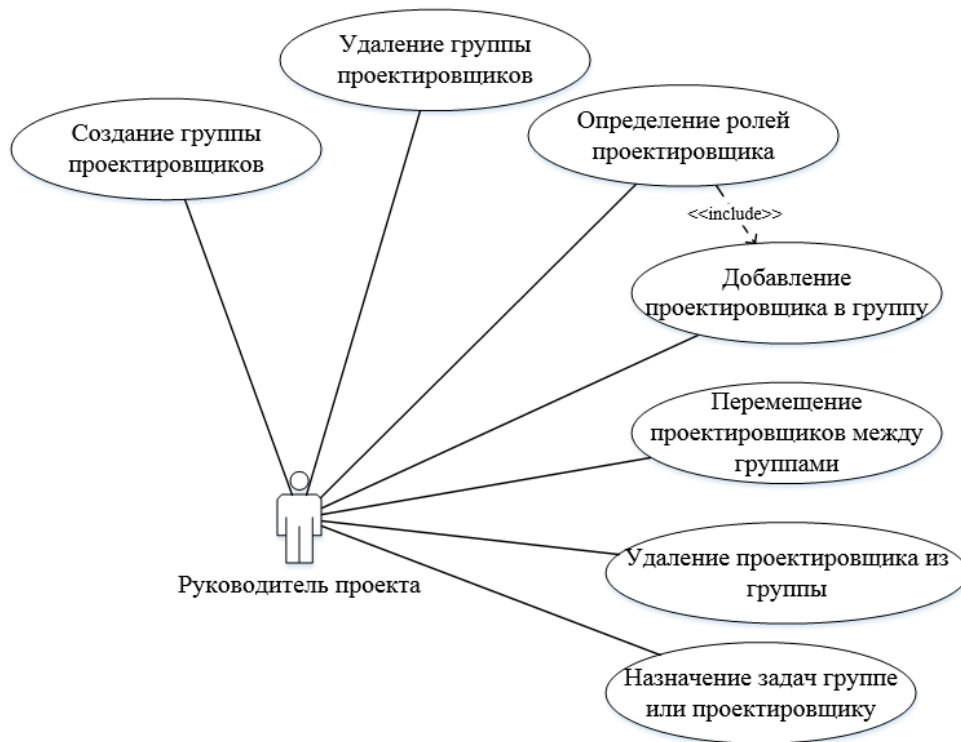 Удаление группы
проектировщиков
Создание группы
проектировщиков
Определение ролей
проектировщика
<<include>>
Добавление
проектировщика в группу
Перемещение
проектировщиков между
группами
Удаление проектировщика из
группы
Назначение задач группе
или проектировщику
Руководитель проекта